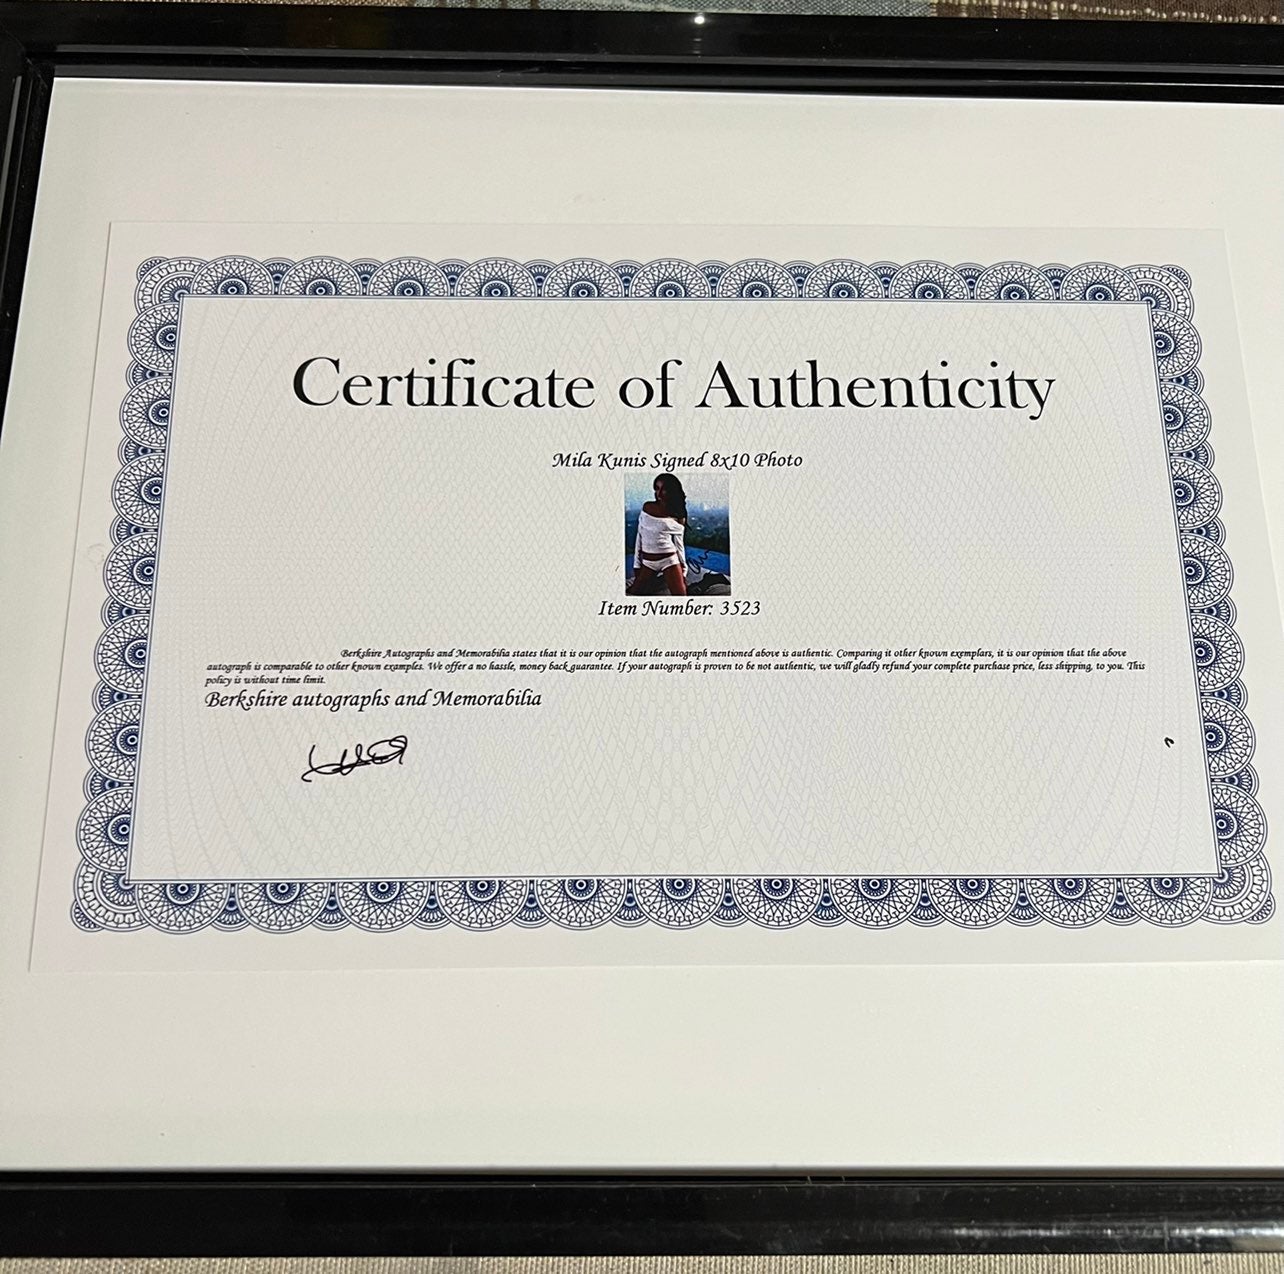 Certificate of Authenticity
Mila Kunis Signed 8x10 Photo
Item Number: 3523
Berkshire Autographs and Memorabilia states that it is our opinion that the autograph mentioned above is authentic. Comparing it other known exemplars, it is our opinion that the above
autograph is comparable to other known examples. We offer a no hassle, money back guarantee. If your autograph is proven to be not authentic, we will gladly refund your complete purchase price, less shipping, to you. This
policy is without time limit.
Berkshire autographs and Memorabilia